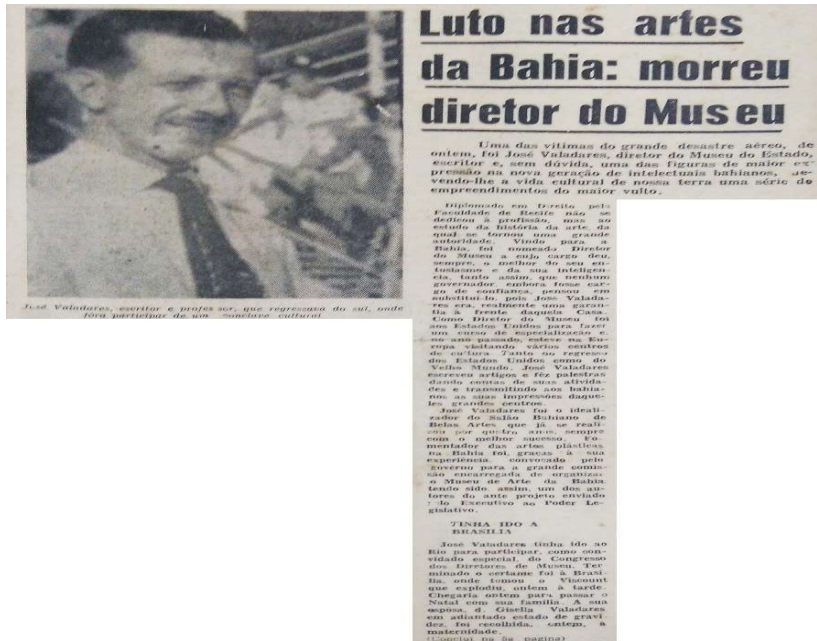 Luto nas artes
da Bahia: morreu
diretor do Museu
Uma das vítimas do grande desastre aéreo, de
ontem, foi José Valadares, diretor do Museu do Estado,
escritor e, sem dúvida, uma das figuras de maior ex-
pressão na nova geração de intelectuais bahianos, de-
vendo-lhe a vida cultural de nossa terra uma série de
empreendimentos do maior vulto.
Diplomado em Direito pela
Faculdade de Recife não se
dedicou à profissão, mas ao
estudo da história da arte, da
qual se tornou uma grande
autoridade. Vindo para a
Bahia, foi nomeado Diretor
do Museu a cujo cargo deu,
sempre, o melhor do seu en-
tusiasmo e da sua inteligen-
cia, tanto assim, que nenhum
governador, embora fosse car-
go de confiança, pensou em
substituí-lo, pois José Valada-
res era, realmente uma garan-
tia à frente daquela Casa.
Como Diretor do Museu foi
aos Estados Unidos para fazer
um curso de especialização e,
no ano passado, esteve na Eu-
ropa visitando vários centros
de cultura. Tanto no regresso
dos Estados Unidos como do
Velho Mundo, José Valadares
escreveu artigos e fêz palestras
dando contas de suas ativida-
des e transmitindo aos bahia-
nos as suas impressões daque-
les grandes centros.
José Valadares foi o ideali-
zador do Salão Bahiano de
Belas Artes que já se reali-
zou por quatro anos, sempre
com o melhor sucesso. Fo-
mentador das artes plásticas
na Bahia foi, graças à sua
experiência, convocado pelo
governo para a grande comis-
são encarregada de organizar
o Museu de Arte da Bahia,
tendo sido, assim, um dos au-
tores do ante projeto enviado
Executivo ao Poder Le-
gislativo.
TINHA IDO A
BRASILIA
José Valadares tinha ido ao
Rio para participar, como con-
vidado especial, do Congresso
dos Diretores de Museu. Ter-
minado o certame foi à Brasi-
lia, onde tomou o Viscount
que explodiu, ontem à tarde.
Chegaria ontem para passar o
Natal com sua família. A sua
esposa, d. Gisella Valadares
em adiantado estado de gravi-
dez, foi recolhida, ontem, à
maternidade.
(Conclui na 8a pagina)
José Valadares, escritor e professor, que regressava do sul, onde
fôra participar de um conclave cultural